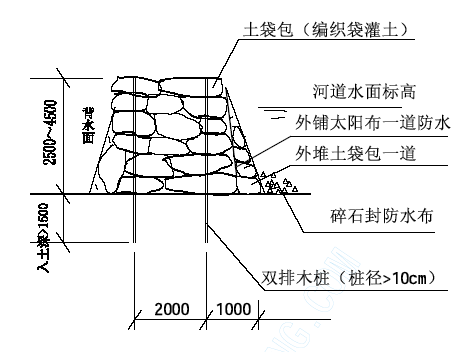 土袋包（编织袋灌土）
河道水面标高
外铺太阳布一道防水
外堆土袋包一道
碎石封防水布
双排木桩（桩径>10cm）
背水面
2500~4500
入土深>1500
2000
1000